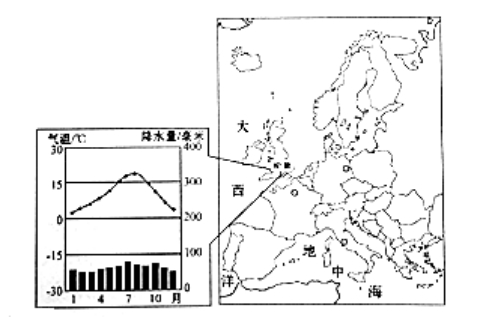 气温/℃ 降水量/毫米
30 400
15 300
0 200
-15 100
-30 0
1 4 7 10 月
大
西
洋
地
中
海